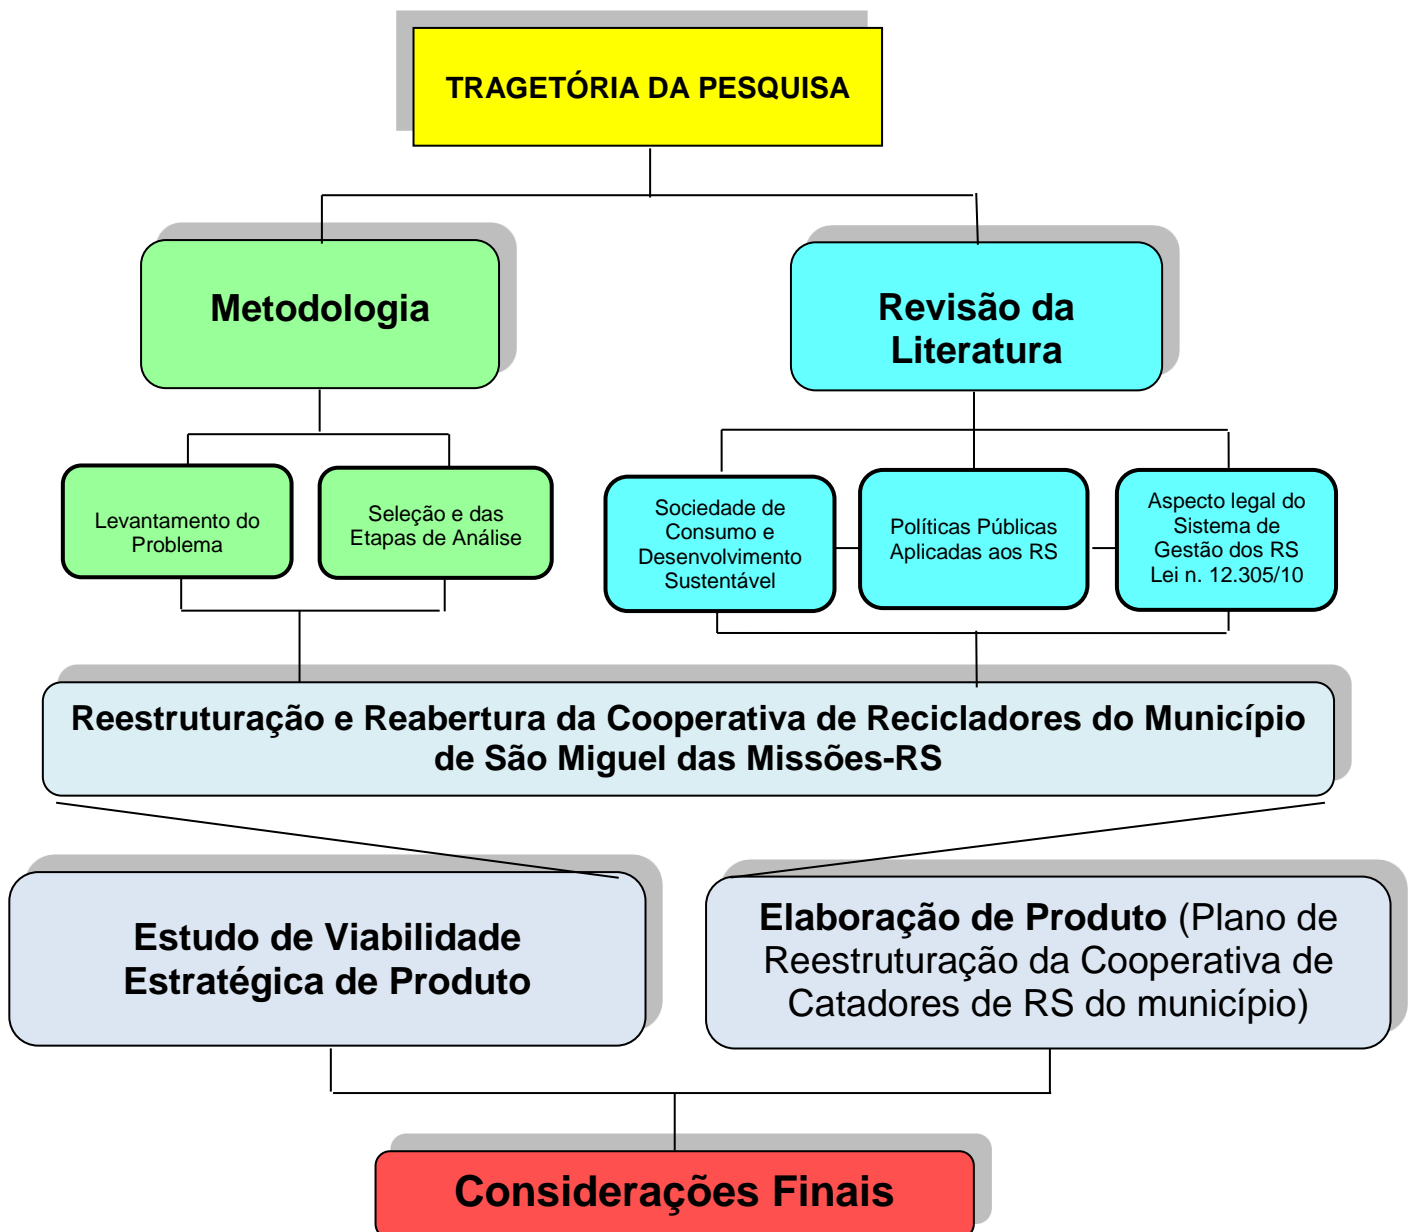 TRAGETÓRIA DA PESQUISA
Metodologia
Revisão da
Literatura
Levantamento do
Problema
Seleção e das
Etapas de Análise
Sociedade de
Consumo e
Desenvolvimento
Sustentável
Políticas Públicas
Aplicadas aos RS
Aspecto legal do
Sistema de
Gestão dos RS
Lei n. 12.305/10
Reestruturação e Reabertura da Cooperativa de Recicladores do Município
de São Miguel das Missões-RS
Estudo de Viabilidade
Estratégica de Produto
Elaboração de Produto (Plano de
Reestruturação da Cooperativa de
Catadores de RS do município)
Considerações Finais